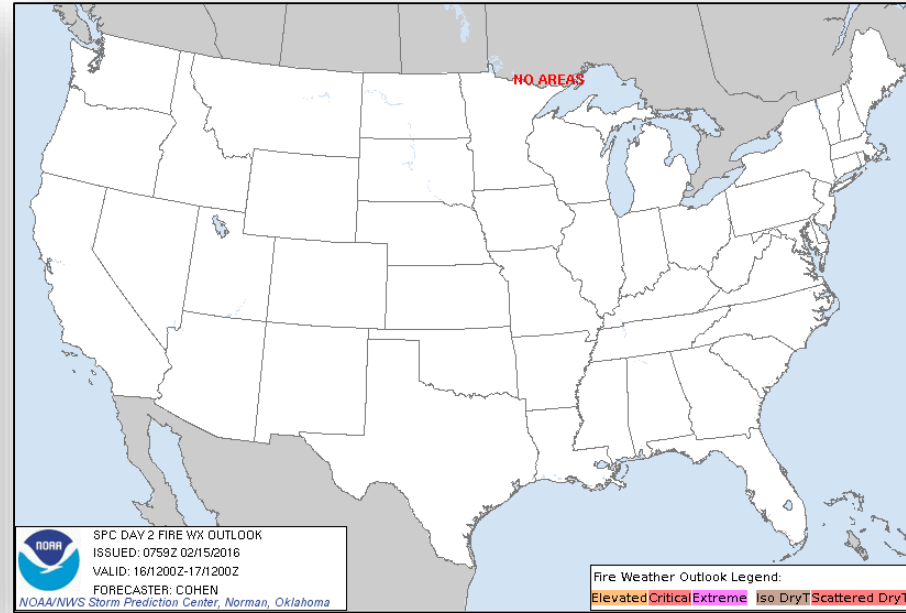 NO AREAS
NOAA
SPC DAY 2 FIRE WX OUTLOOK
ISSUED: 0759Z 02/15/2016
VALID: 16/1200Z-17/1200Z
FORECASTER: COHEN
NOAA/NWS Storm Prediction Center, Norman, Oklahoma
Fire Weather Outlook Legend:
Elevated Critical Extreme Iso DryT Scattered DryT